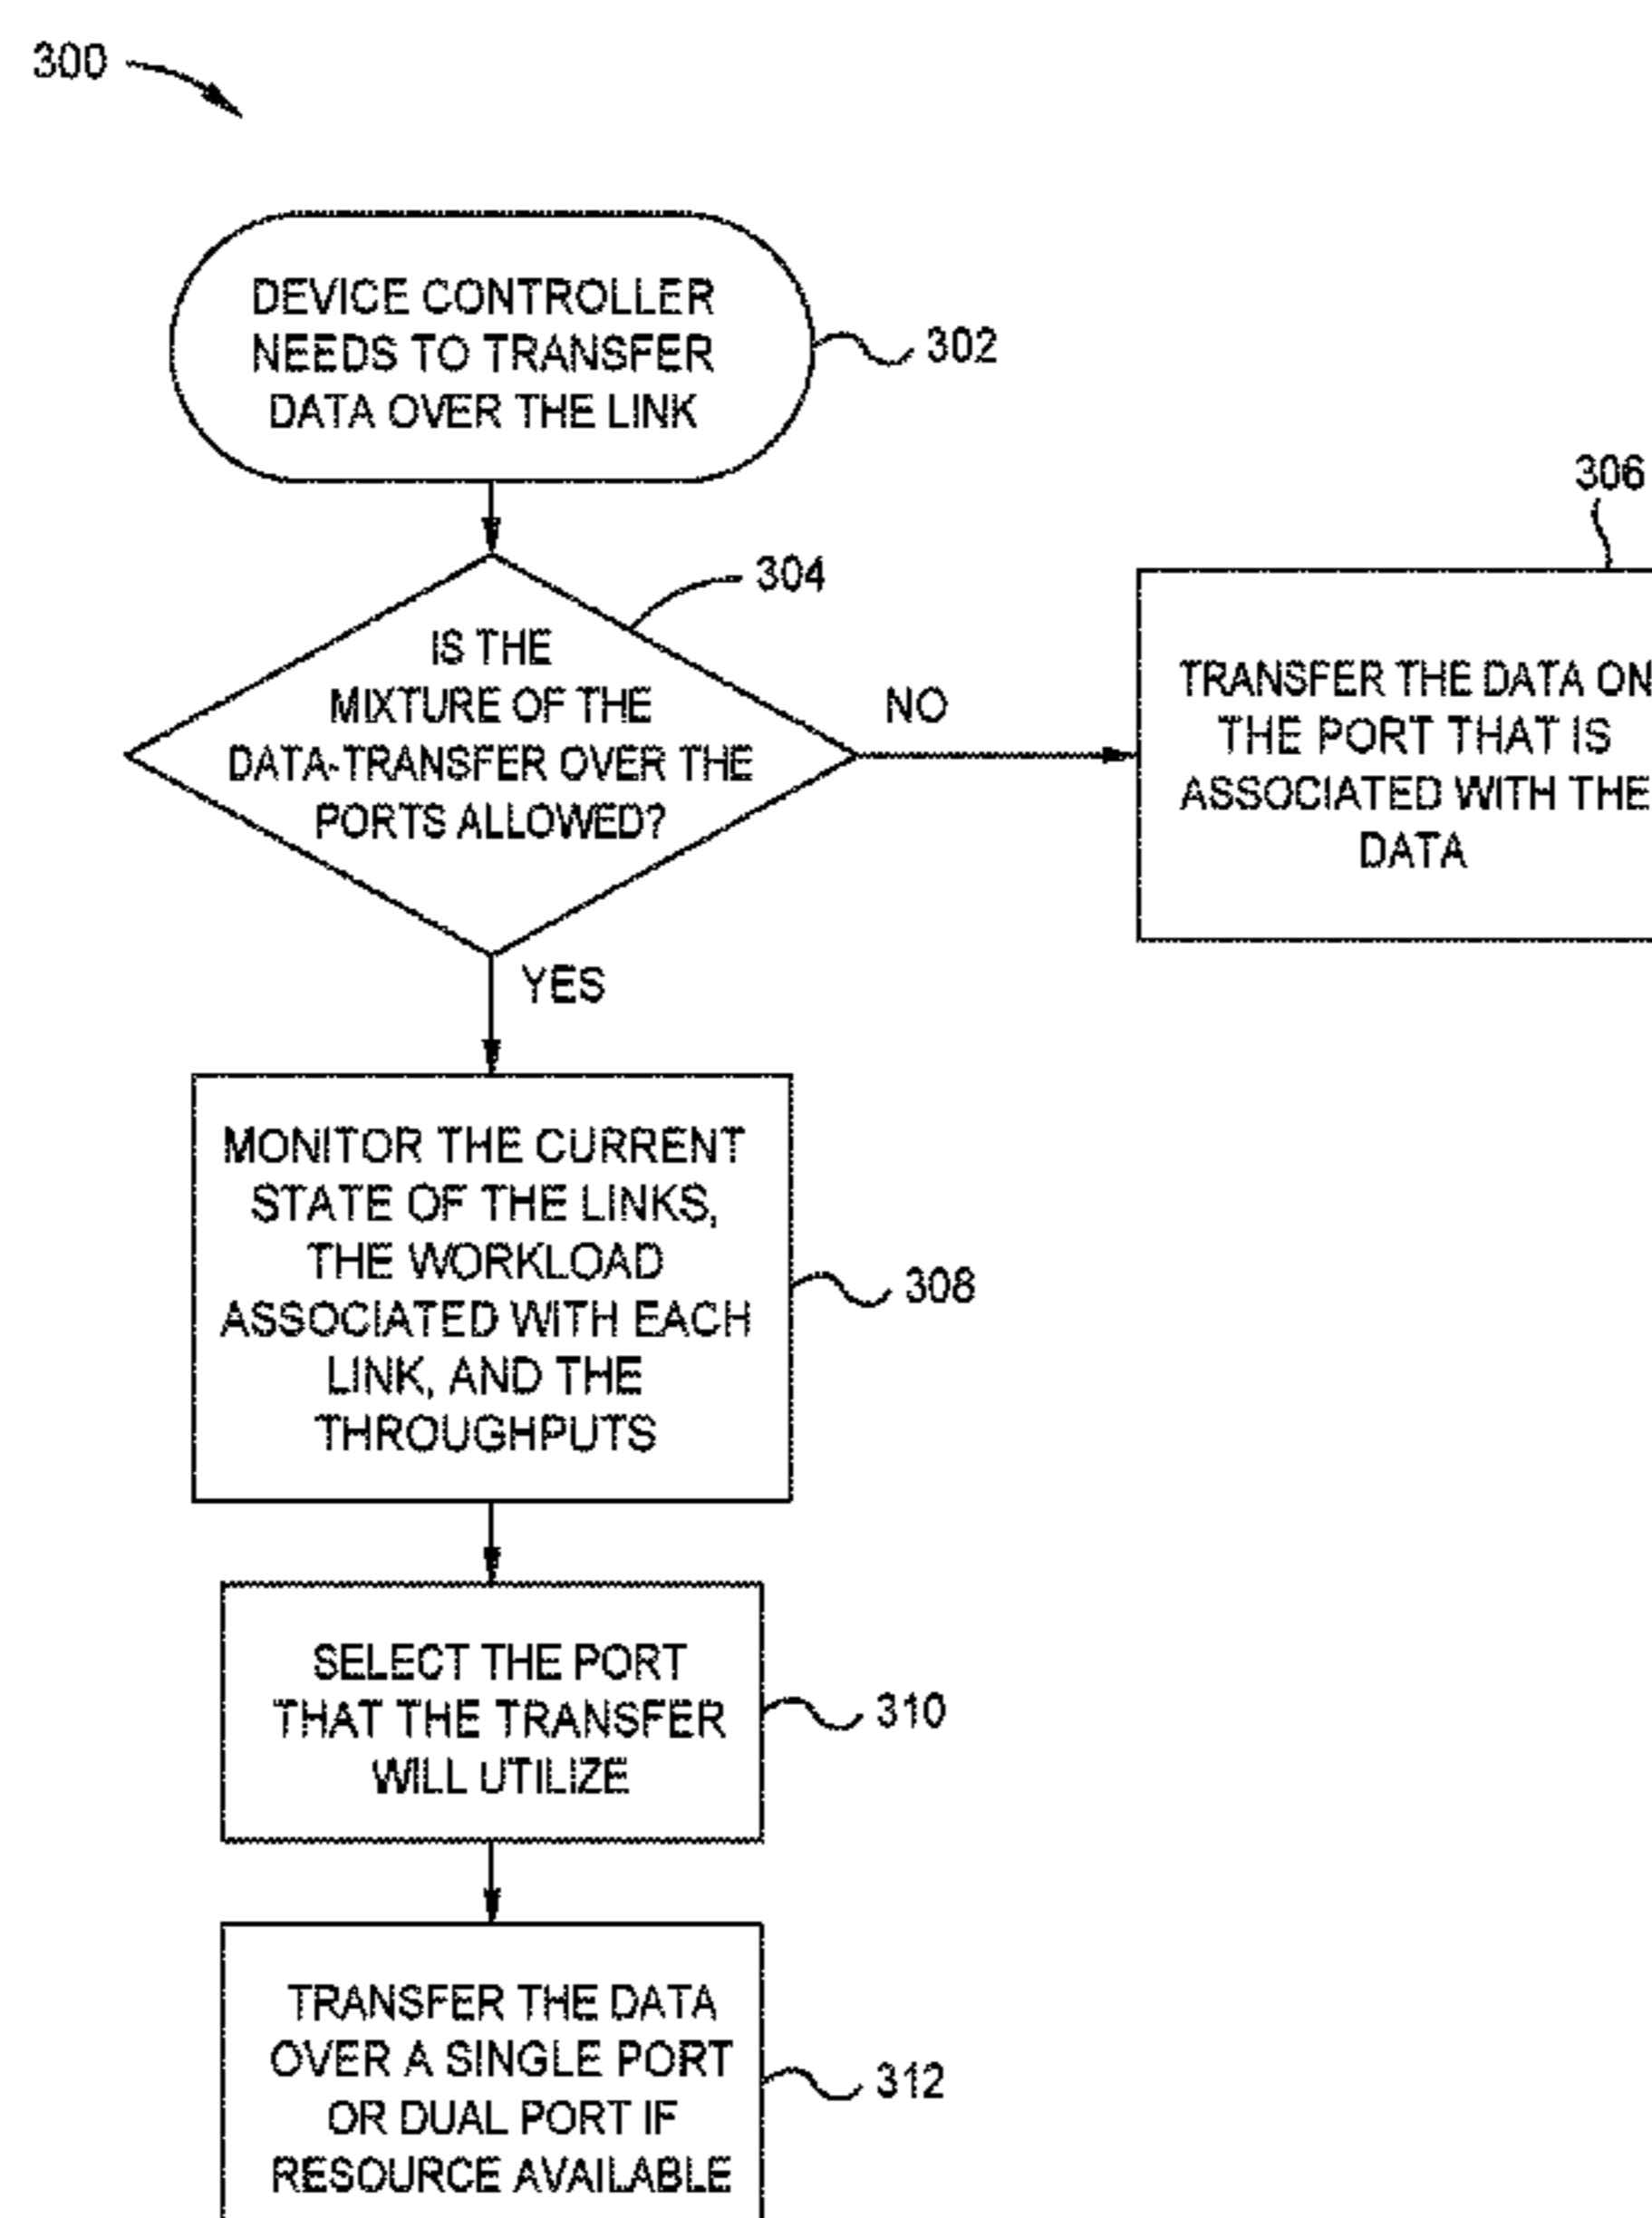 300
DEVICE CONTROLLER
NEEDS TO TRANSFER
DATA OVER THE LINK
302
304
IS THE
MIXTURE OF THE
DATA-TRANSFER OVER THE
PORTS ALLOWED?
NO
306
TRANSFER THE DATA ON
THE PORT THAT IS
ASSOCIATED WITH THE
DATA
YES
MONITOR THE CURRENT
STATE OF THE LINKS,
THE WORKLOAD
ASSOCIATED WITH EACH
LINK, AND THE
THROUGHPUTS
308
SELECT THE PORT
THAT THE TRANSFER
WILL UTILIZE
310
TRANSFER THE DATA
OVER A SINGLE PORT
OR DUAL PORT IF
RESOURCE AVAILABLE
312